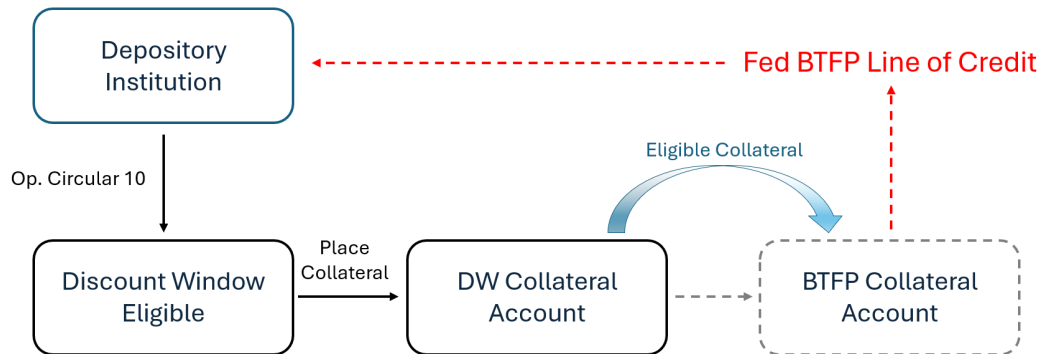 Depository
Institution
Fed BTFP Line of Credit
Eligible Collateral
Op. Circular 10
Place
Collateral
Discount Window
Eligible
DW Collateral
Account
BTFP Collateral
Account